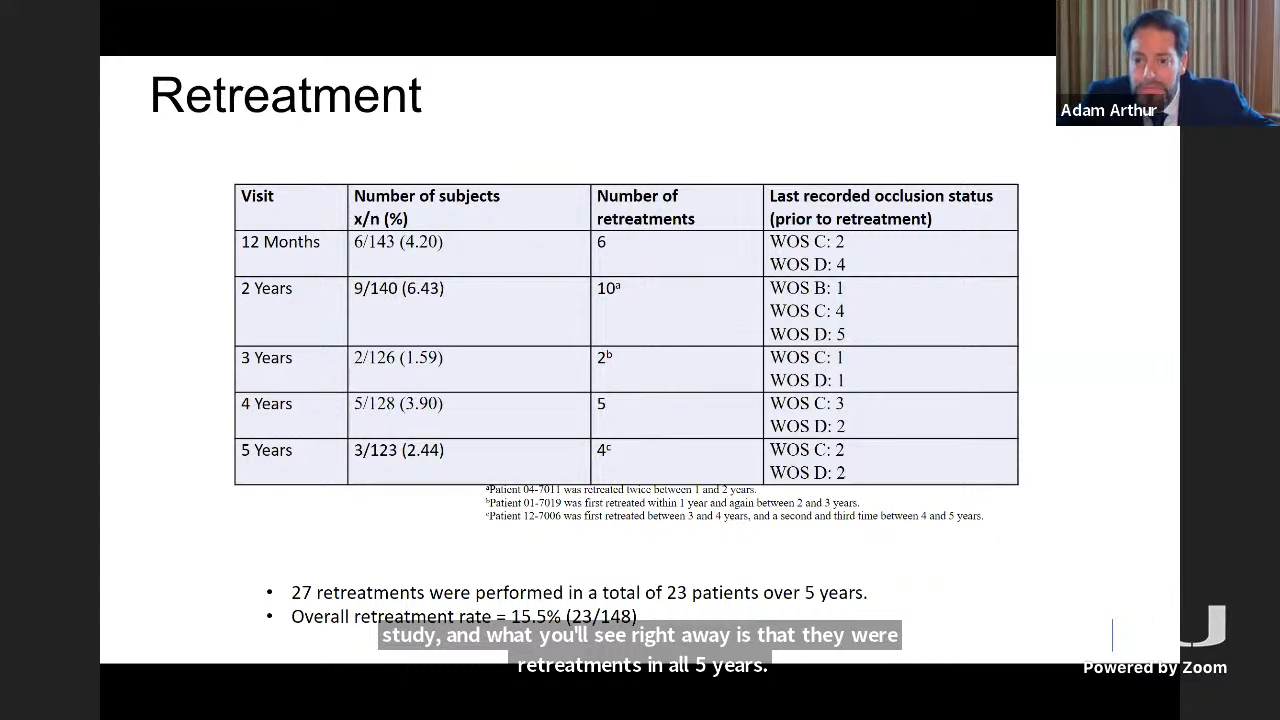 Retreatment
Adam Arthur
Visit
Number of subjects
x/n (%)
Number of
retreatments
Last recorded occlusion status
(prior to retreatment)
12 Months
6/143 (4.20)
6
WOS C: 2
WOS D: 4
2 Years
9/140 (6.43)
10ᵃ
WOS B: 1
WOS C: 4
WOS D: 5
3 Years
2/126 (1.59)
2ᵇ
WOS C: 1
WOS D: 1
4 Years
5/128 (3.90)
5
WOS C: 3
WOS D: 2
5 Years
3/123 (2.44)
4ᶜ
WOS C: 2
WOS D: 2
ᵃPatient 04-7011 was retreated twice between 1 and 2 years.
ᵇPatient 01-7019 was first retreated within 1 year and again between 2 and 3 years.
ᶜPatient 12-7006 was first retreated between 3 and 4 years, and a second and third time between 4 and 5 years.
• 27 retreatments were performed in a total of 23 patients over 5 years.
• Overall retreatment rate = 15.5% (23/148)
study, and what you'll see right away is that they were
retreatments in all 5 years.
Powered by Zoom